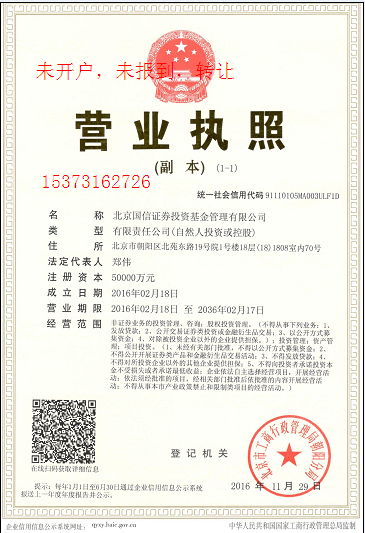 未开户，未报到，转让
营业执照
(副 本) (1-1)
15373162726
统一社会信用代码 91110105MA003ULF1D
名 称 北京国信证券投资基金管理有限公司
类 型 有限责任公司(自然人投资或控股)
住 所 北京市朝阳区北苑东路19号院1号楼18层(18)1808室内70号
法定代表人 郑伟
注册资本 50000万元
成立日期 2016年02月18日
营业期限 2016年02月18日 至 2036年02月17日
经营范围 非证券业务的投资管理、咨询；股权投资管理。（不得从事下列业务：1、
发放贷款；2、公开交易证券类投资或金融衍生品交易；3、以公开方式募
集资金；4、对除被投资企业以外的企业提供担保。）；投资管理；资产管
理；项目投资。（1、未经有关部门批准，不得以公开方式募集资金；2、
不得公开开展证券类产品和金融衍生品交易活动；3、不得发放贷款；4、
不得对所投资企业以外的其他企业提供担保；5、不得向投资者承诺投资本
金不受损失或者承诺最低收益；企业依法自主选择经营项目，开展经营活
动；依法须经批准的项目，经相关部门批准后依批准的内容开展经营活
动；不得从事本市产业政策禁止和限制类项目的经营活动。）
在线扫码获取详细信息
登记机关
北京市工商行政管理局朝阳分局
2016 年 11月 29日
提示：每年1月1日至6月30日通过企业信用信息公示系统
报送上一年度年度报告并公示。
企业信用信息公示系统网址： qyxy.baic.gov.cn
中华人民共和国国家工商行政管理总局监制